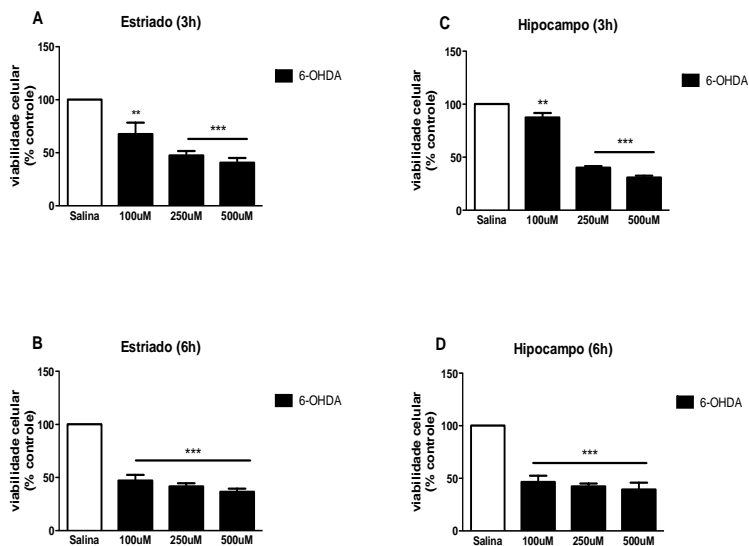 A
Estriado (3h)
viabilidade celular
(% controle)
150
100
50
0
**
***
6-OHDA
Salina 100uM 250uM 500uM
C
Hipocampo (3h)
viabilidade celular
(% controle)
150
100
50
0
**
***
6-OHDA
Salina 100uM 250uM 500uM
B
Estriado (6h)
viabilidade celular
(% controle)
150
100
50
0
***
6-OHDA
Salina 100uM 250uM 500uM
D
Hipocampo (6h)
viabilidade celular
(% controle)
150
100
50
0
***
6-OHDA
Salina 100uM 250uM 500uM